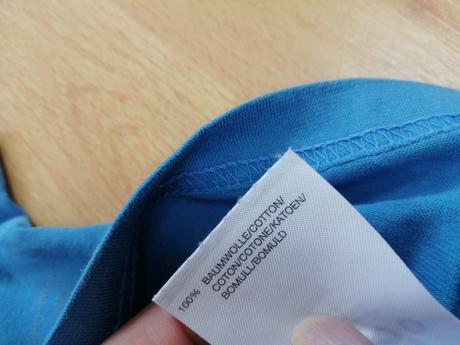 100% BAUMWOLLE/COTTON/
COTON/COTONE/KATOEN/
BOMULL/BOMULD